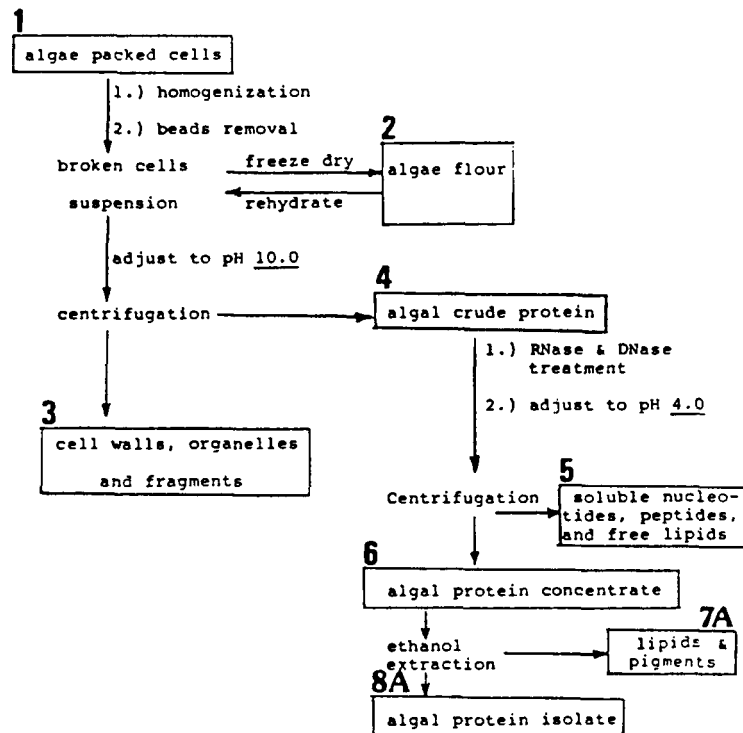 1
algae packed cells
1.) homogenization
2.) beads removal
broken cells
suspension
freeze dry
rehydrate
2
algae flour
adjust to pH 10.0
centrifugation
4
algal crude protein
1.) RNase & DNase
treatment
2.) adjust to pH 4.0
3
cell walls, organelles
and fragments
Centrifugation
5
soluble nucleo-
tides, peptides,
and free lipids
6
algal protein concentrate
ethanol
extraction
7A
lipids &
pigments
8A
algal protein isolate